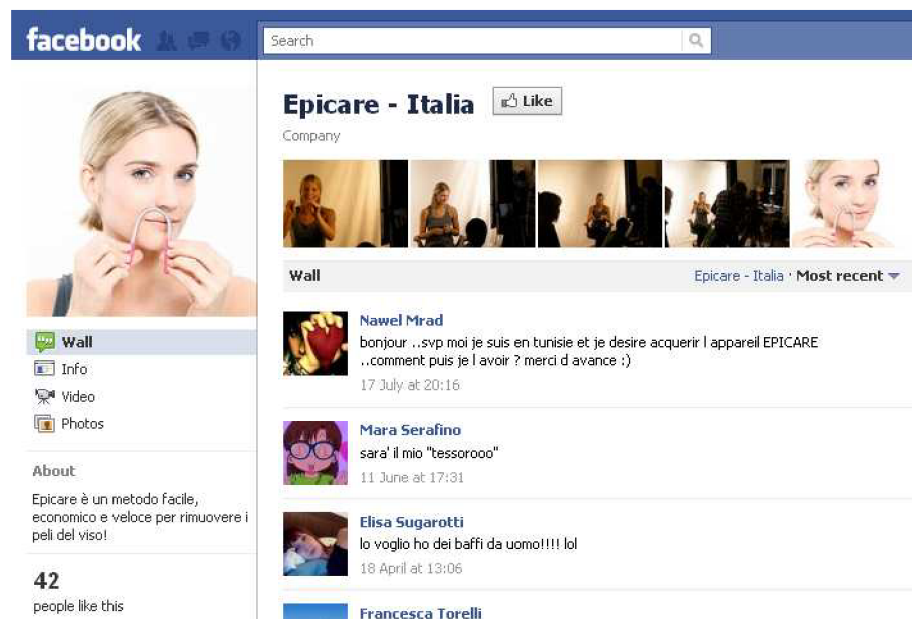 facebook
Search
Epicare - Italia
Like
Company
Wall
Epicare - Italia · Most recent
Nawel Mrad
bonjour ..svp moi je suis en tunisie et je desire acquerir l appareil EPICARE
..comment puis je l avoir ? merci d avance :)
17 July at 20:16
Mara Serafino
sara' il mio "tessorooo"
11 June at 17:31
Elisa Sugarotti
lo voglio ho dei baffi da uomo!!!! lol
18 April at 13:06
Francesca Torelli
Wall
Info
Video
Photos
About
Epicare è un metodo facile,
economico e veloce per rimuovere i
peli del viso!
42
people like this